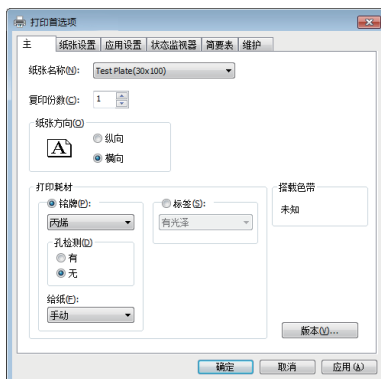 打印首选项
主 纸张设置 应用设置 状态监视器 简要表 维护
纸张名称(N): Test Plate(30x100)
复印份数(C): 1
纸张方向(O)
A
纵向
横向
打印耗材
铭牌(P):
丙烯
孔检测(D)
有
无
给纸(F):
手动
标签(S):
有光泽
搭载色带
未知
版本(V)...
确定 取消 应用(A)